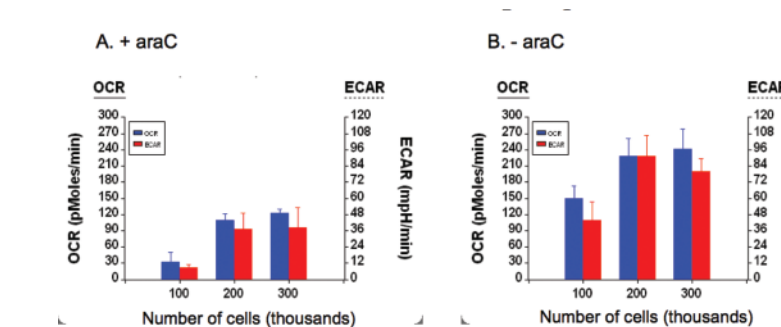 A. + araC
OCR
ECAR
300
270
240
210
180
150
120
90
60
30
0
OCR (pMoles/min)
OCR
ECAR
120
108
96
84
72
60
48
36
24
12
0
ECAR (mpH/min)
100 200 300
Number of cells (thousands)
B. - araC
OCR
ECAR
300
270
240
210
180
150
120
90
60
30
0
OCR (pMoles/min)
OCR
ECAR
120
108
96
84
72
60
48
36
24
12
0
100 200 300
Number of cells (thousands)